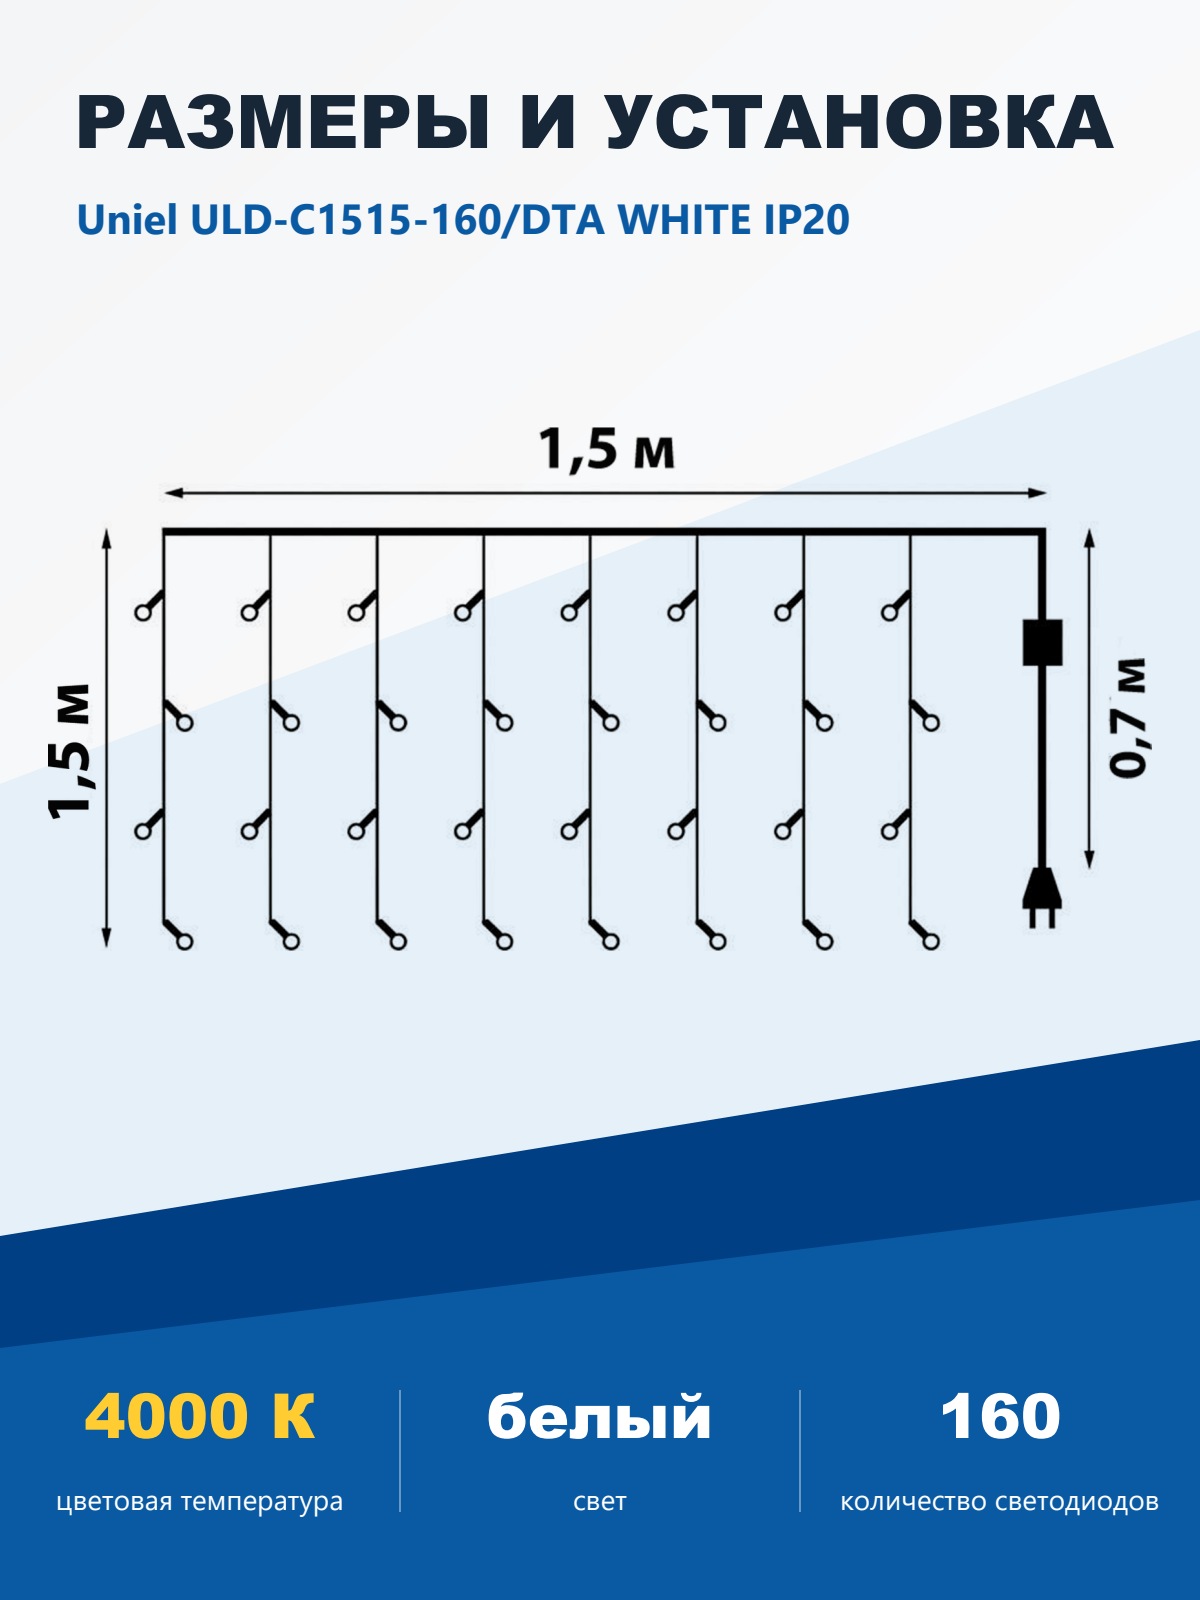 РАЗМЕРЫ И УСТАНОВКА
Uniel ULD-C1515-160/DTA WHITE IP20
1,5 м
1,5 м
0,7 м
4000 К
белый
160
цветовая температура
свет
количество светодиодов